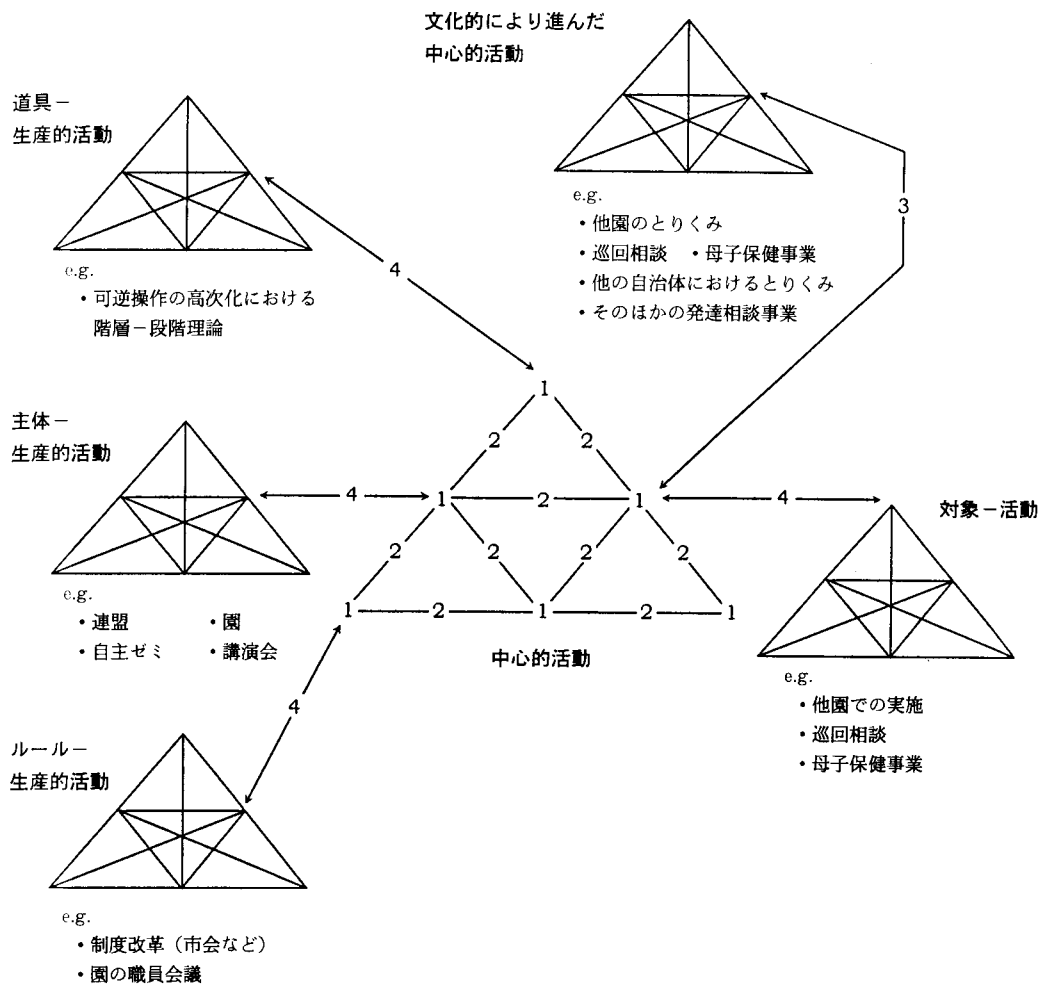 文化的により進んだ
中心的活動
道具－
生産的活動
e.g.
・可逆操作の高次化における
階層－段階理論
e.g.
・他園のとりくみ
・巡回相談　・母子保健事業
・他の自治体におけるとりくみ
・そのほかの発達相談事業
3
4
主体－
生産的活動
e.g.
・連盟　・園
・自主ゼミ　・講演会
1
2 2
4 1 2 1 4
2 2 2 2
1 2 1 2 1
中心的活動
対象－活動
e.g.
・他園での実施
・巡回相談
・母子保健事業
4
ルール－
生産的活動
e.g.
・制度改革（市会など）
・園の職員会議